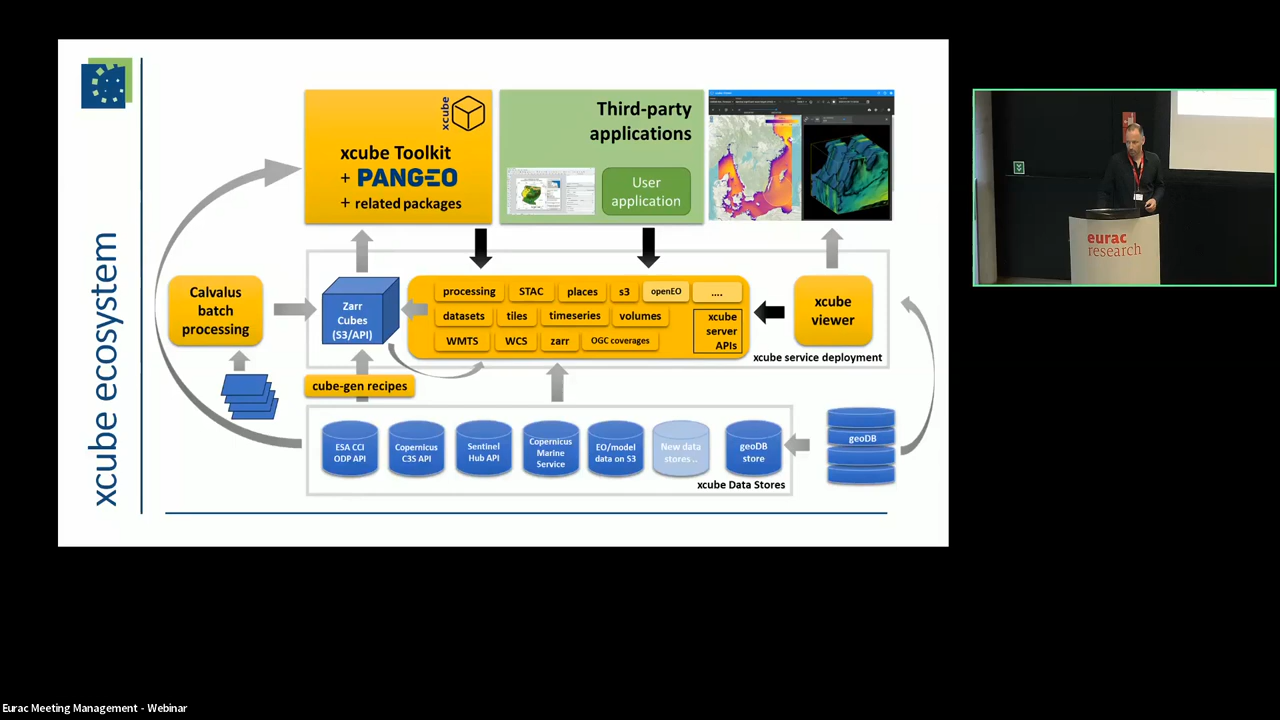 xcube ecosystem
xcube
xcube Toolkit
+ PANGEO
+ related packages
Third-party
applications
User
application
Calvalus
batch
processing
Zarr
Cubes
(S3/API)
processing
STAC
places
s3
openEO
....
datasets
tiles
timeseries
volumes
WMTS
WCS
zarr
OGC coverages
xcube
server
APIs
xcube
viewer
xcube service deployment
cube-gen recipes
ESA CCI
ODP API
Copernicus
C3S API
Sentinel
Hub API
Copernicus
Marine
Service
EO/model
data on S3
New data
stores ..
geoDB
store
geoDB
xcube Data Stores
eurac
research
Eurac Meeting Management - Webinar